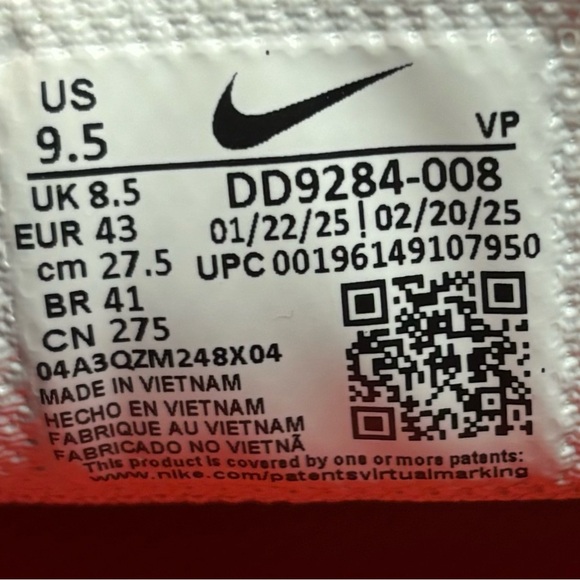 US
9.5
VP
UK 8.5
DD9284-008
EUR 43
01/22/25 | 02/20/25
cm 27.5
UPC 00196149107950
BR 41
CN 275
04A3QZM248X04
MADE IN VIETNAM
HECHO EN VIETNAM
FABRIQUE AU VIETNAM
FABRICADO NO VIETNÃ
This product is covered by one or more patents:
www.nike.com/patentsvirtualmarking